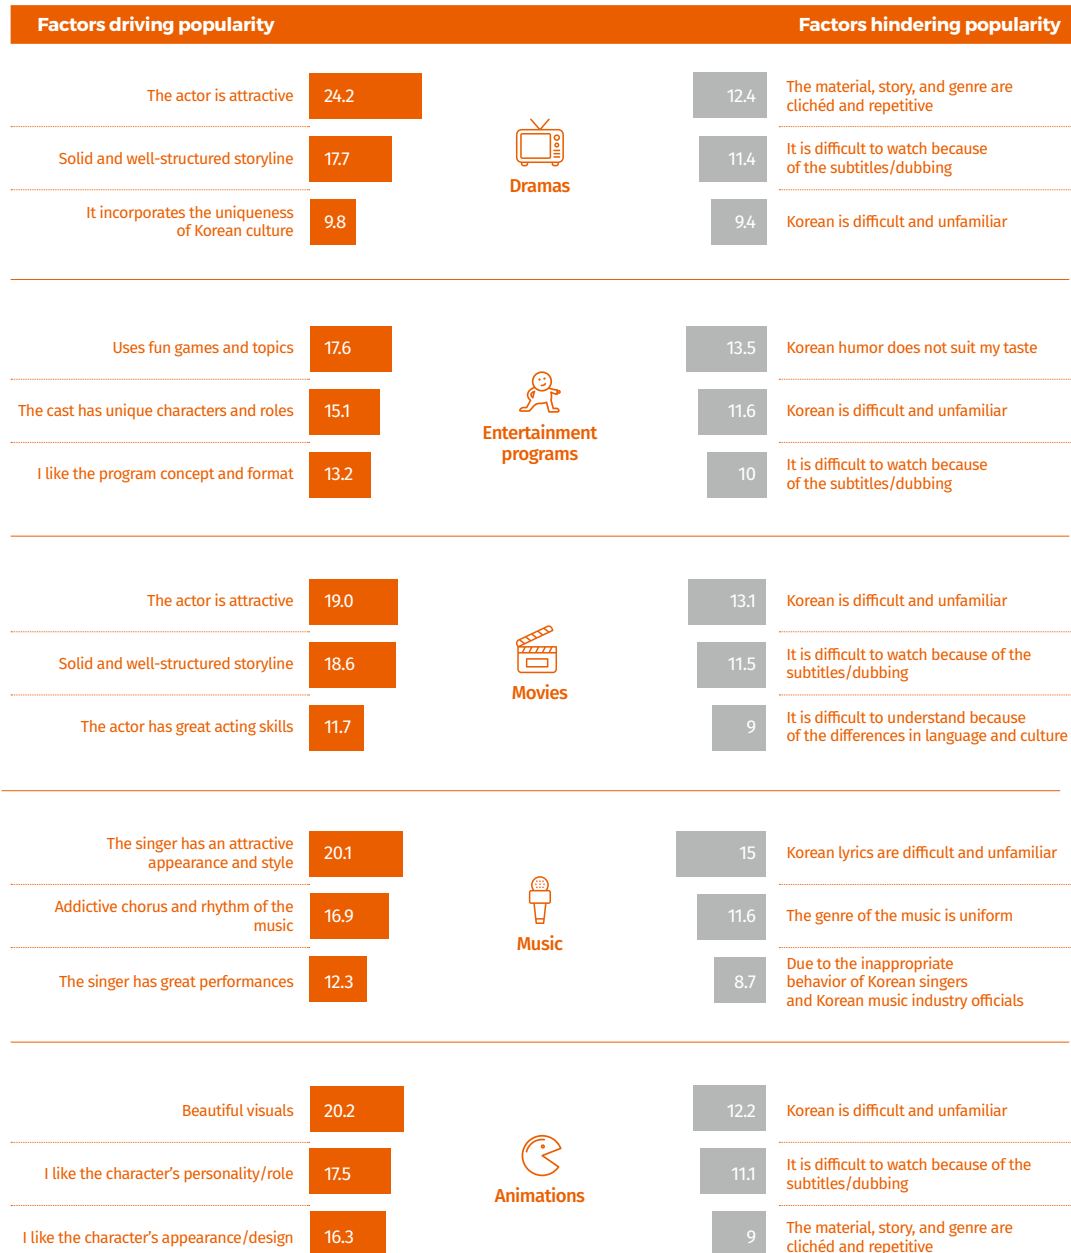 Factors driving popularity
Factors hindering popularity
The actor is attractive
24.2
Solid and well-structured storyline
17.7
It incorporates the uniqueness
of Korean culture
9.8
Dramas
12.4
The material, story, and genre are
clichéd and repetitive
11.4
It is difficult to watch because
of the subtitles/dubbing
9.4
Korean is difficult and unfamiliar
Uses fun games and topics
17.6
The cast has unique characters and roles
15.1
I like the program concept and format
13.2
Entertainment
programs
13.5
Korean humor does not suit my taste
11.6
Korean is difficult and unfamiliar
10
It is difficult to watch because
of the subtitles/dubbing
The actor is attractive
19.0
Solid and well-structured storyline
18.6
The actor has great acting skills
11.7
Movies
13.1
Korean is difficult and unfamiliar
11.5
It is difficult to watch because of the
subtitles/dubbing
9
It is difficult to understand because
of the differences in language and culture
The singer has an attractive
appearance and style
20.1
Addictive chorus and rhythm of the
music
16.9
The singer has great performances
12.3
Music
15
Korean lyrics are difficult and unfamiliar
11.6
The genre of the music is uniform
8.7
Due to the inappropriate
behavior of Korean singers
and Korean music industry officials
Beautiful visuals
20.2
I like the character's personality/role
17.5
I like the character's appearance/design
16.3
Animations
12.2
Korean is difficult and unfamiliar
11.1
It is difficult to watch because of the
subtitles/dubbing
9
The material, story, and genre are
clichéd and repetitive